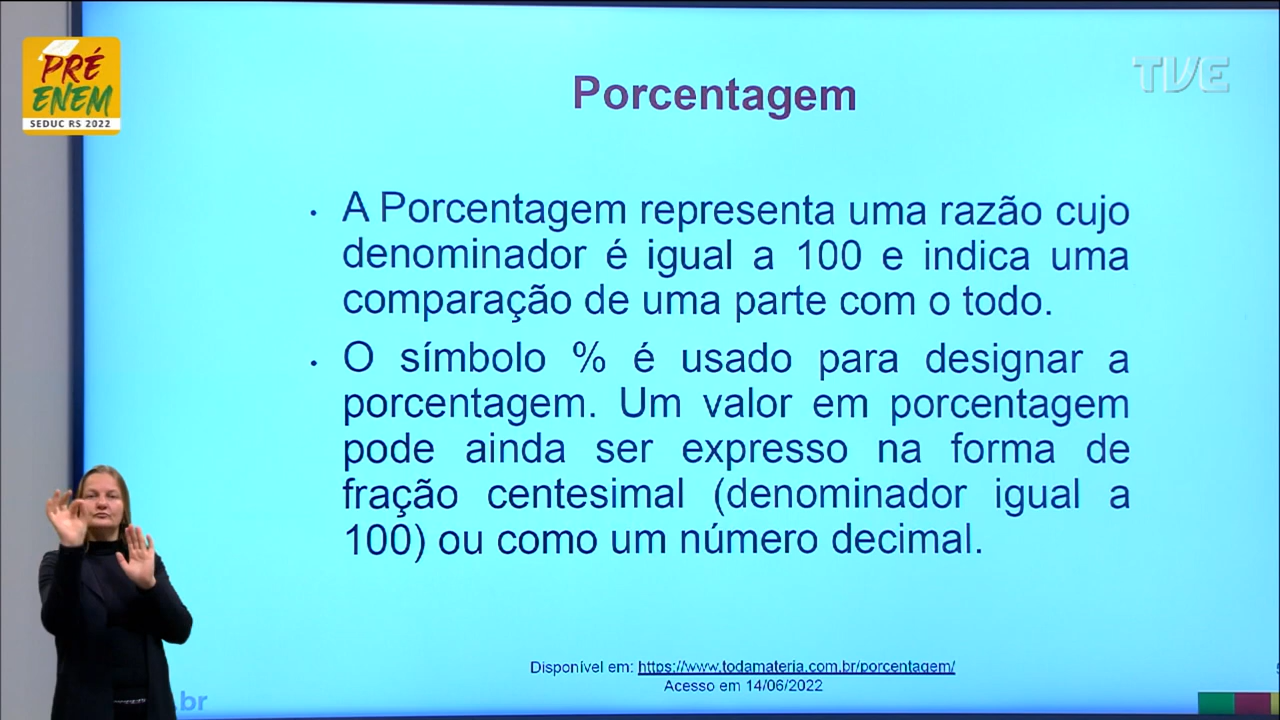 PRÉ
ENEM
SEDUC RS 2022
TVE
Porcentagem
• A Porcentagem representa uma razão cujo
denominador é igual a 100 e indica uma
comparação de uma parte com o todo.
• O símbolo % é usado para designar a
porcentagem. Um valor em porcentagem
pode ainda ser expresso na forma de
fração centesimal (denominador igual a
100) ou como um número decimal.
Disponível em: https://www.todamateria.com.br/porcentagem/
Acesso em 14/06/2022
.br